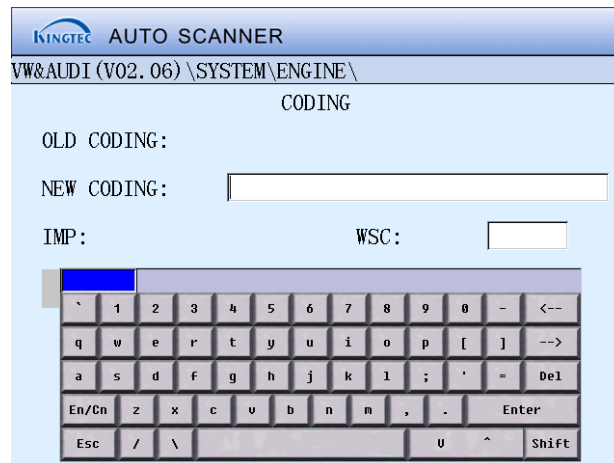 KINGTEC AUTO SCANNER
VW&AUDI(V02.06)\SYSTEM\ENGINE\
CODING
OLD CODING:
NEW CODING:
IMP: WSC:
` 1 2 3 4 5 6 7 8 9 0 - <--
q w e r t y u i o p [ ] -->
a s d f g h j k l ; ' = Del
En/Cn z x c v b n m , . Enter
Esc / \ V ^ Shift